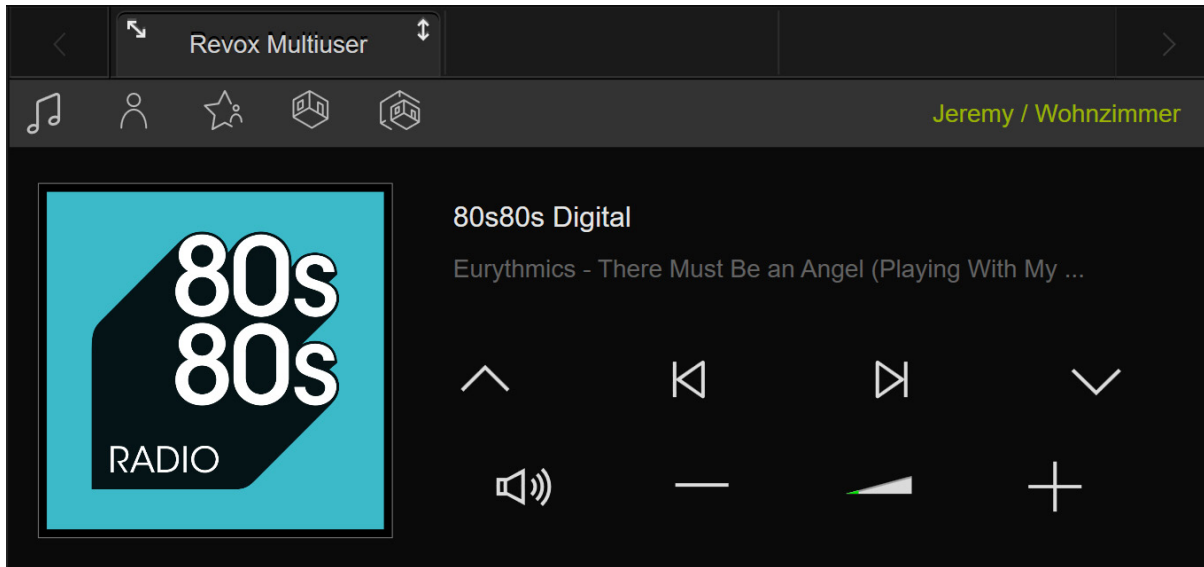 Revox Multiuser
Jeremy / Wohnzimmer
80s
80s
RADIO
80s80s Digital
Eurythmics - There Must Be an Angel (Playing With My ...